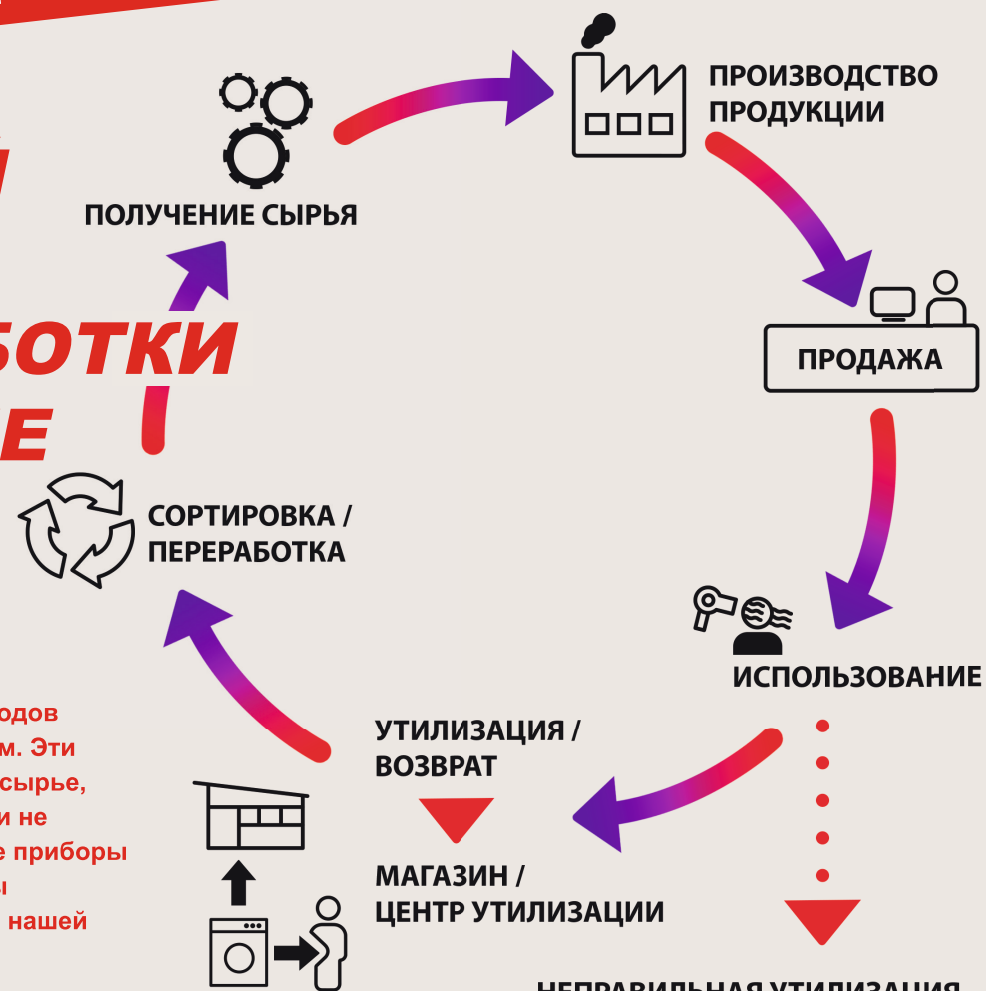 ПРОИЗВОДСТВО
ПРОДУКЦИИ
ПОЛУЧЕНИЕ СЫРЬЯ
БОТКИ
Е
ПРОДАЖА
СОРТИРОВКА /
ПЕРЕРАБОТКА
ИСПОЛЬЗОВАНИЕ
УТИЛИЗАЦИЯ /
ВОЗВРАТ
МАГАЗИН /
ЦЕНТР УТИЛИЗАЦИИ
одов
м. Эти
сырье,
и не
е приборы
ы
нашей
НЕПРАВИЛЬНАЯ УТИЛИЗАЦИЯ